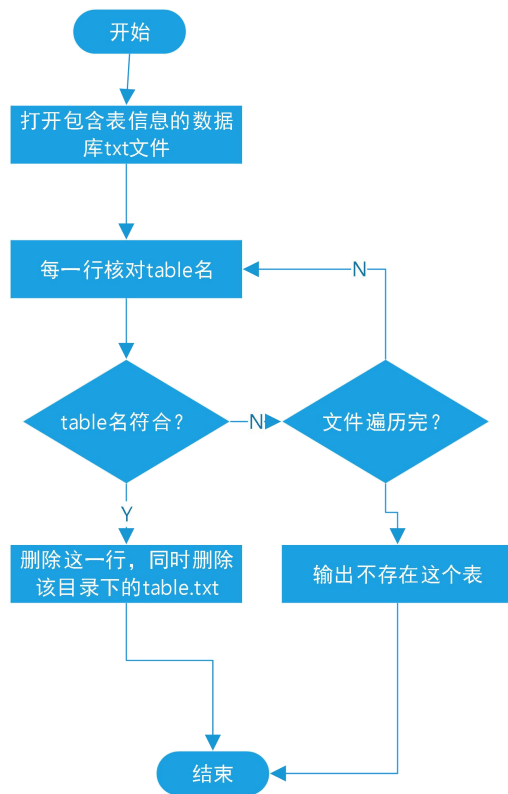 开始
打开包含表信息的数据
库txt文件
每一行核对table名
N
table名符合？
N
文件遍历完？
Y
删除这一行，同时删除
该目录下的table.txt
输出不存在这个表
结束